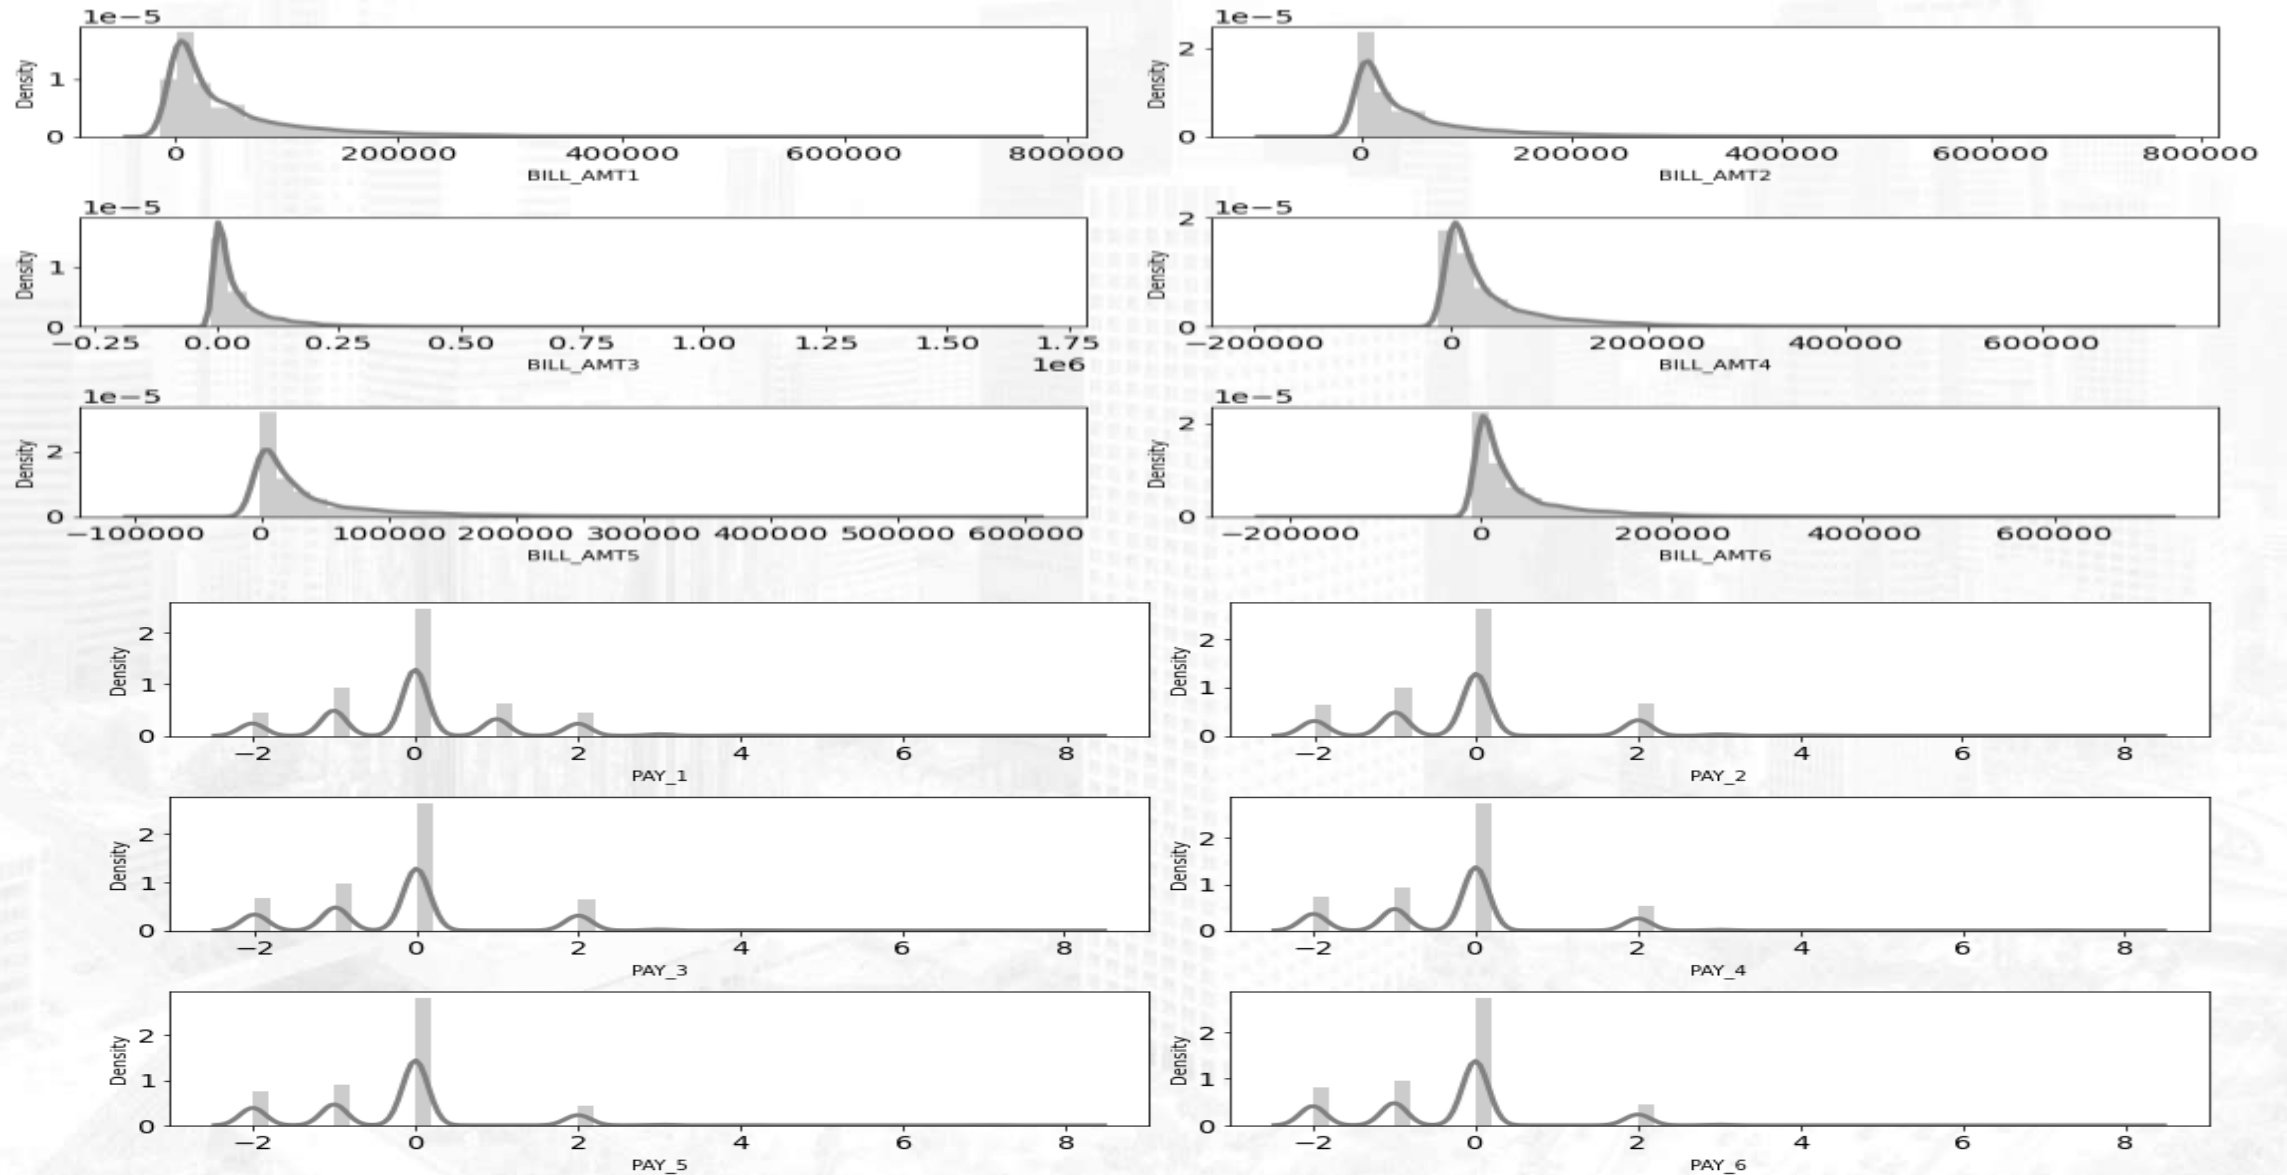 1e−5 1e−5
Density 1 0 Density 2 0
0 200000 400000 600000 800000 0 200000 400000 600000 800000
BILL_AMT1 BILL_AMT2
1e−5 1e−5
Density 1 0 Density 2 0
−0.25 0.00 0.25 0.50 0.75 1.00 1.25 1.50 1.75 −200000 0 200000 400000 600000
BILL_AMT3 1e6 BILL_AMT4
1e−5 1e−5
Density 2 0 Density 2 0
−100000 0 100000 200000 300000 400000 500000 600000 −200000 0 200000 400000 600000
BILL_AMT5 BILL_AMT6
Density 2 1 0 Density 2 1 0
−2 0 2 4 6 8 −2 0 2 4 6 8
PAY_1 PAY_2
Density 2 1 0 Density 2 1 0
−2 0 2 4 6 8 −2 0 2 4 6 8
PAY_3 PAY_4
Density 2 1 0 Density 2 1 0
−2 0 2 4 6 8 −2 0 2 4 6 8
PAY_5 PAY_6